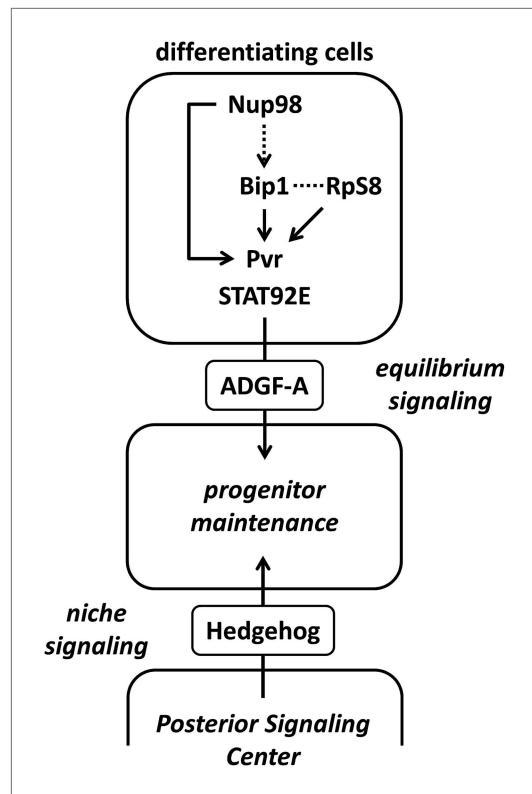 differentiating cells
Nup98
Bip1 RpS8
Pvr
STAT92E
ADGF-A
equilibrium
signaling
progenitor
maintenance
niche
signaling
Hedgehog
Posterior Signaling
Center